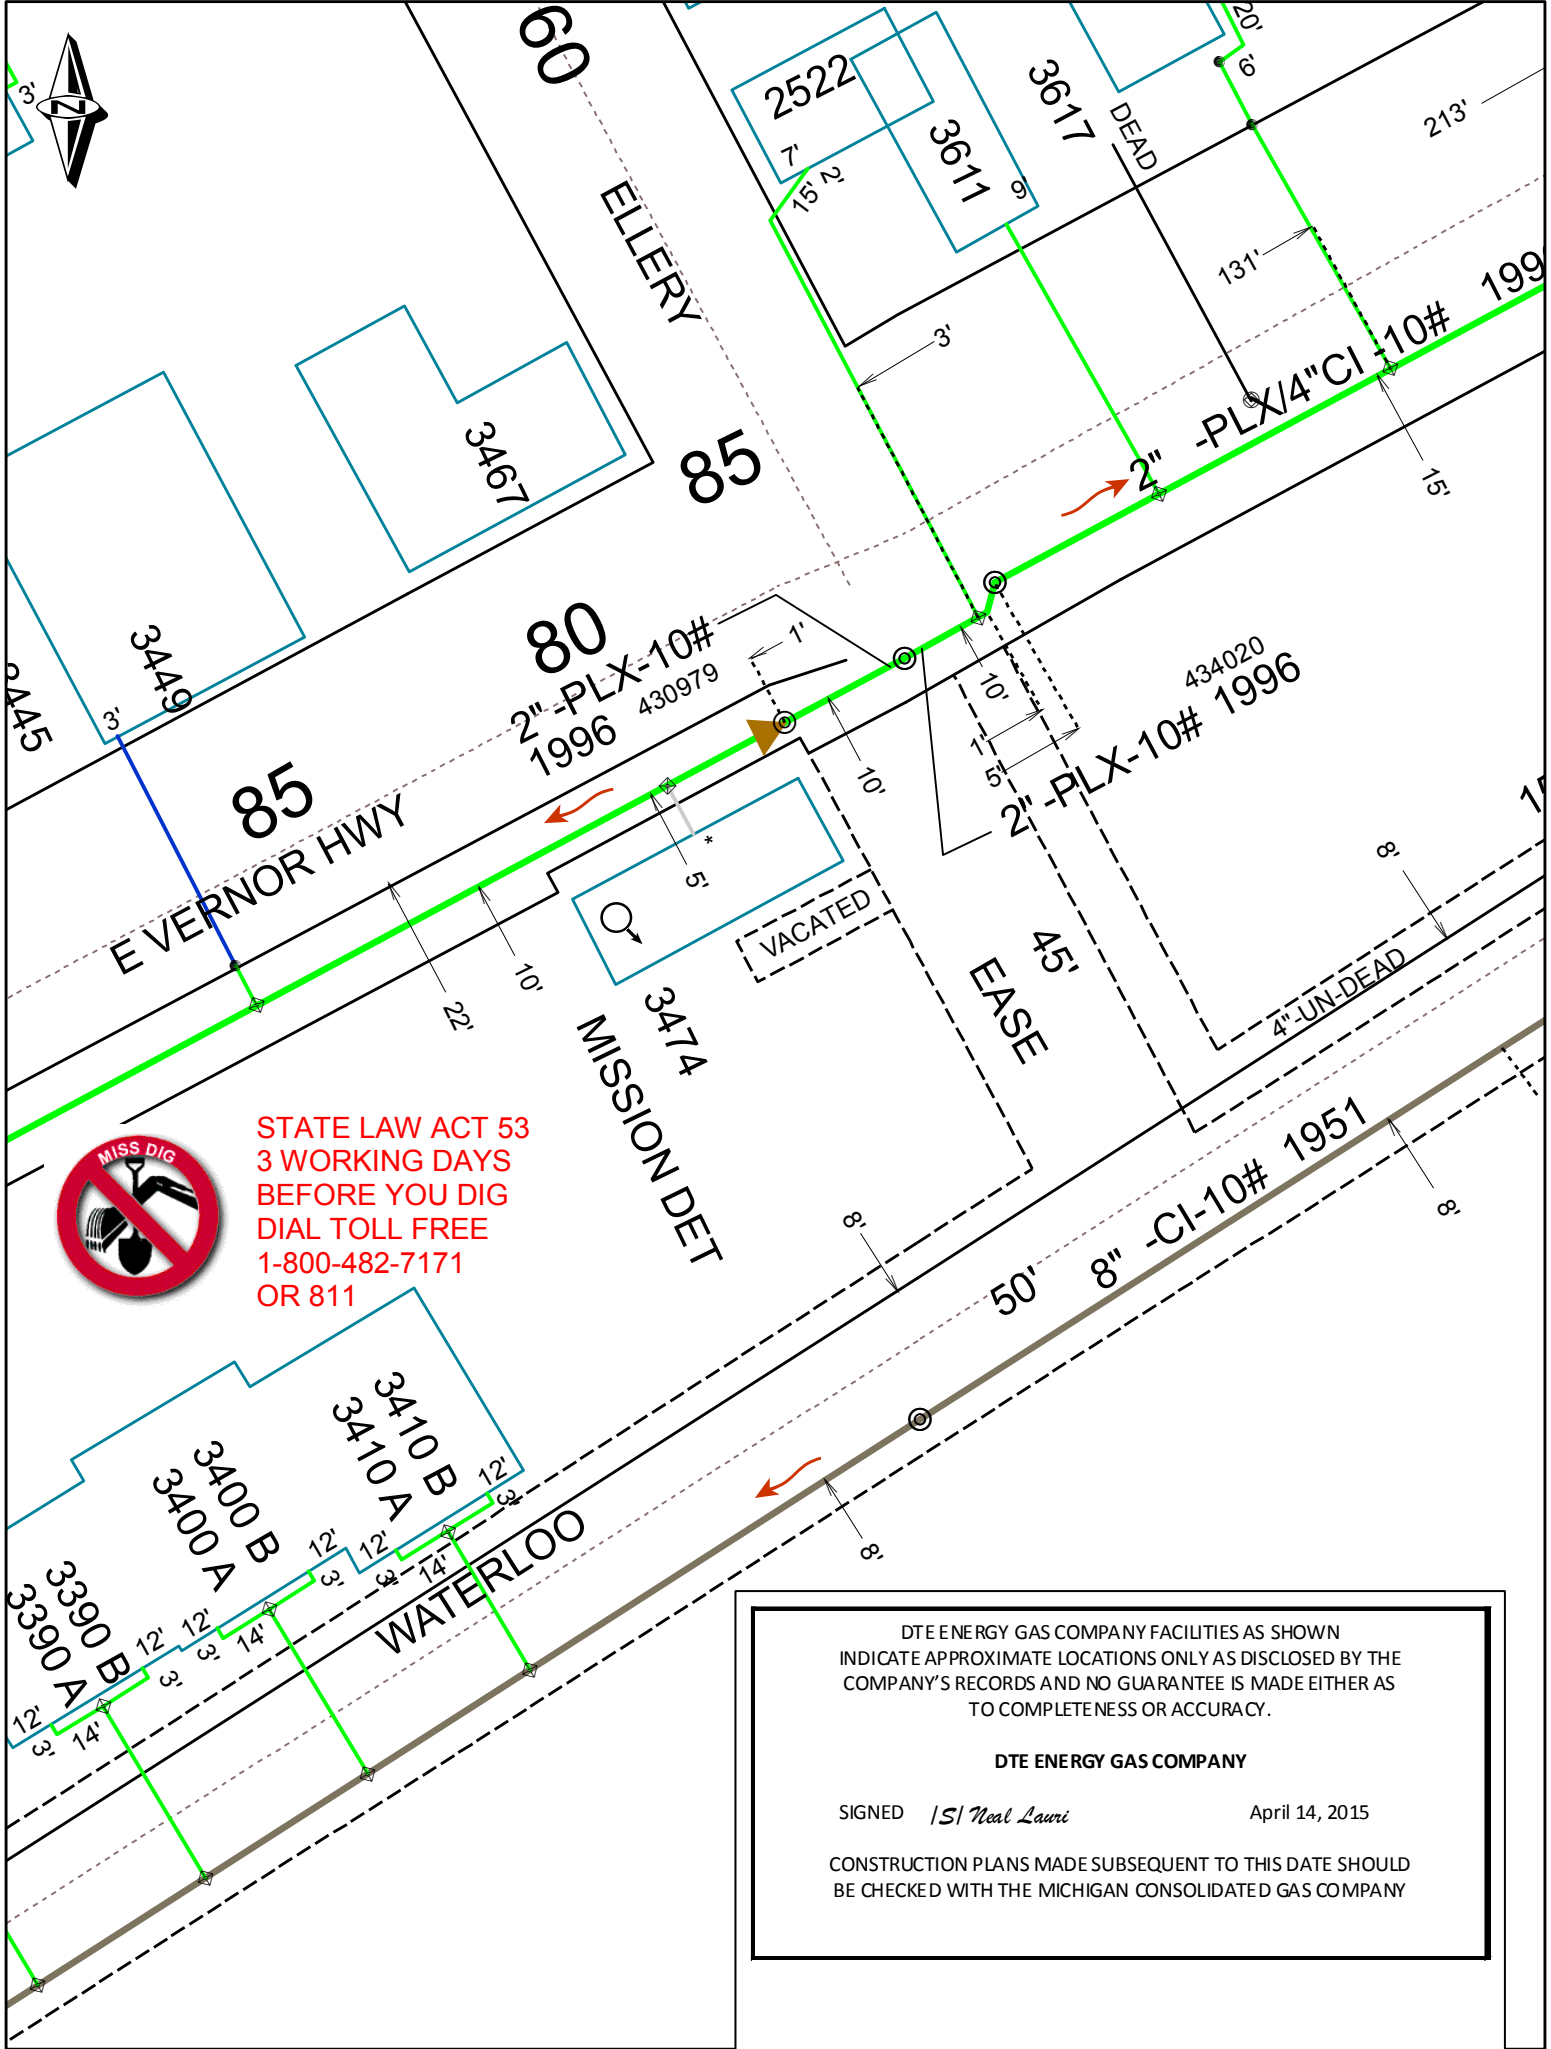 3'
N
60
2522
7'
15'
2'
3611
9'
3617
DEAD
20'
6'
213'
ELLERY
131'
3'
2" -PLX/4"CI -10#
15'
3467
85
80
2" -PLX-10#
1996
430979
1'
3449
3'
10'
1'
5'
434020
2" -PLX-10# 1996
10'
85
E VERNOR HWY
*
5'
VACATED
8'
22'
10'
3474
MISSION DET
EASE
45'
4"-UN-DEAD
MISS DIG
STATE LAW ACT 53
3 WORKING DAYS
BEFORE YOU DIG
DIAL TOLL FREE
1-800-482-7171
OR 811
8'
50'
8" -CI-10# 1951
8'
8'
3410 B
3410 A
12'
3'
12'
3'
14'
3400 B
3400 A
12'
3'
12'
3'
14'
3390 B
3390 A
12'
3'
12'
3'
14'
WATERLOO
DTE ENERGY GAS COMPANY FACILITIES AS SHOWN
INDICATE APPROXIMATE LOCATIONS ONLY AS DISCLOSED BY THE
COMPANY'S RECORDS AND NO GUARANTEE IS MADE EITHER AS
TO COMPLETENESS OR ACCURACY.
DTE ENERGY GAS COMPANY
SIGNED /S/ Neal Lauri April 14, 2015
CONSTRUCTION PLANS MADE SUBSEQUENT TO THIS DATE SHOULD
BE CHECKED WITH THE MICHIGAN CONSOLIDATED GAS COMPANY